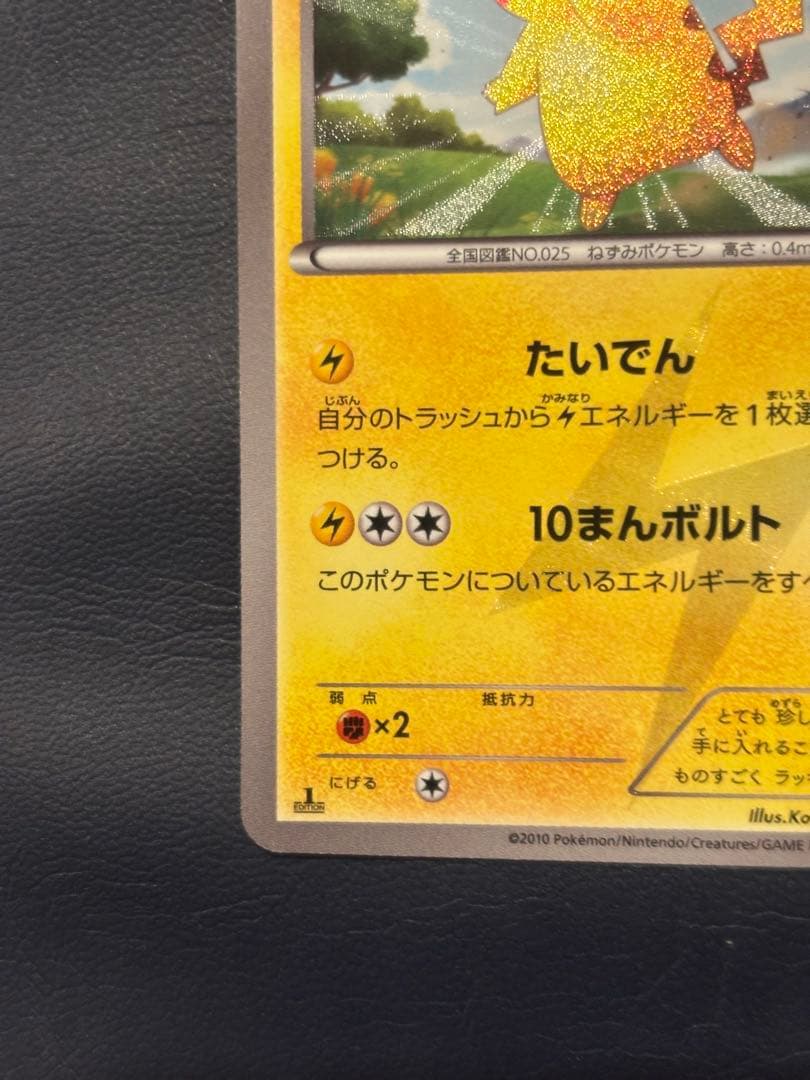 全国図鑑NO.025 ねずみポケモン 高さ:0.4m
たいでん
じぶん かみなり まいえ
自分のトラッシュからエネルギーを1枚選
つける。
10まんボルト
このポケモンについているエネルギーをすべ
弱点 抵抗力
×2
めずら
とても 珍し
て い
手に入れるこ
ものすごく ラッ
にげる
1
EDITION
Illus.Ko
©2010 Pokémon/Nintendo/Creatures/GAME